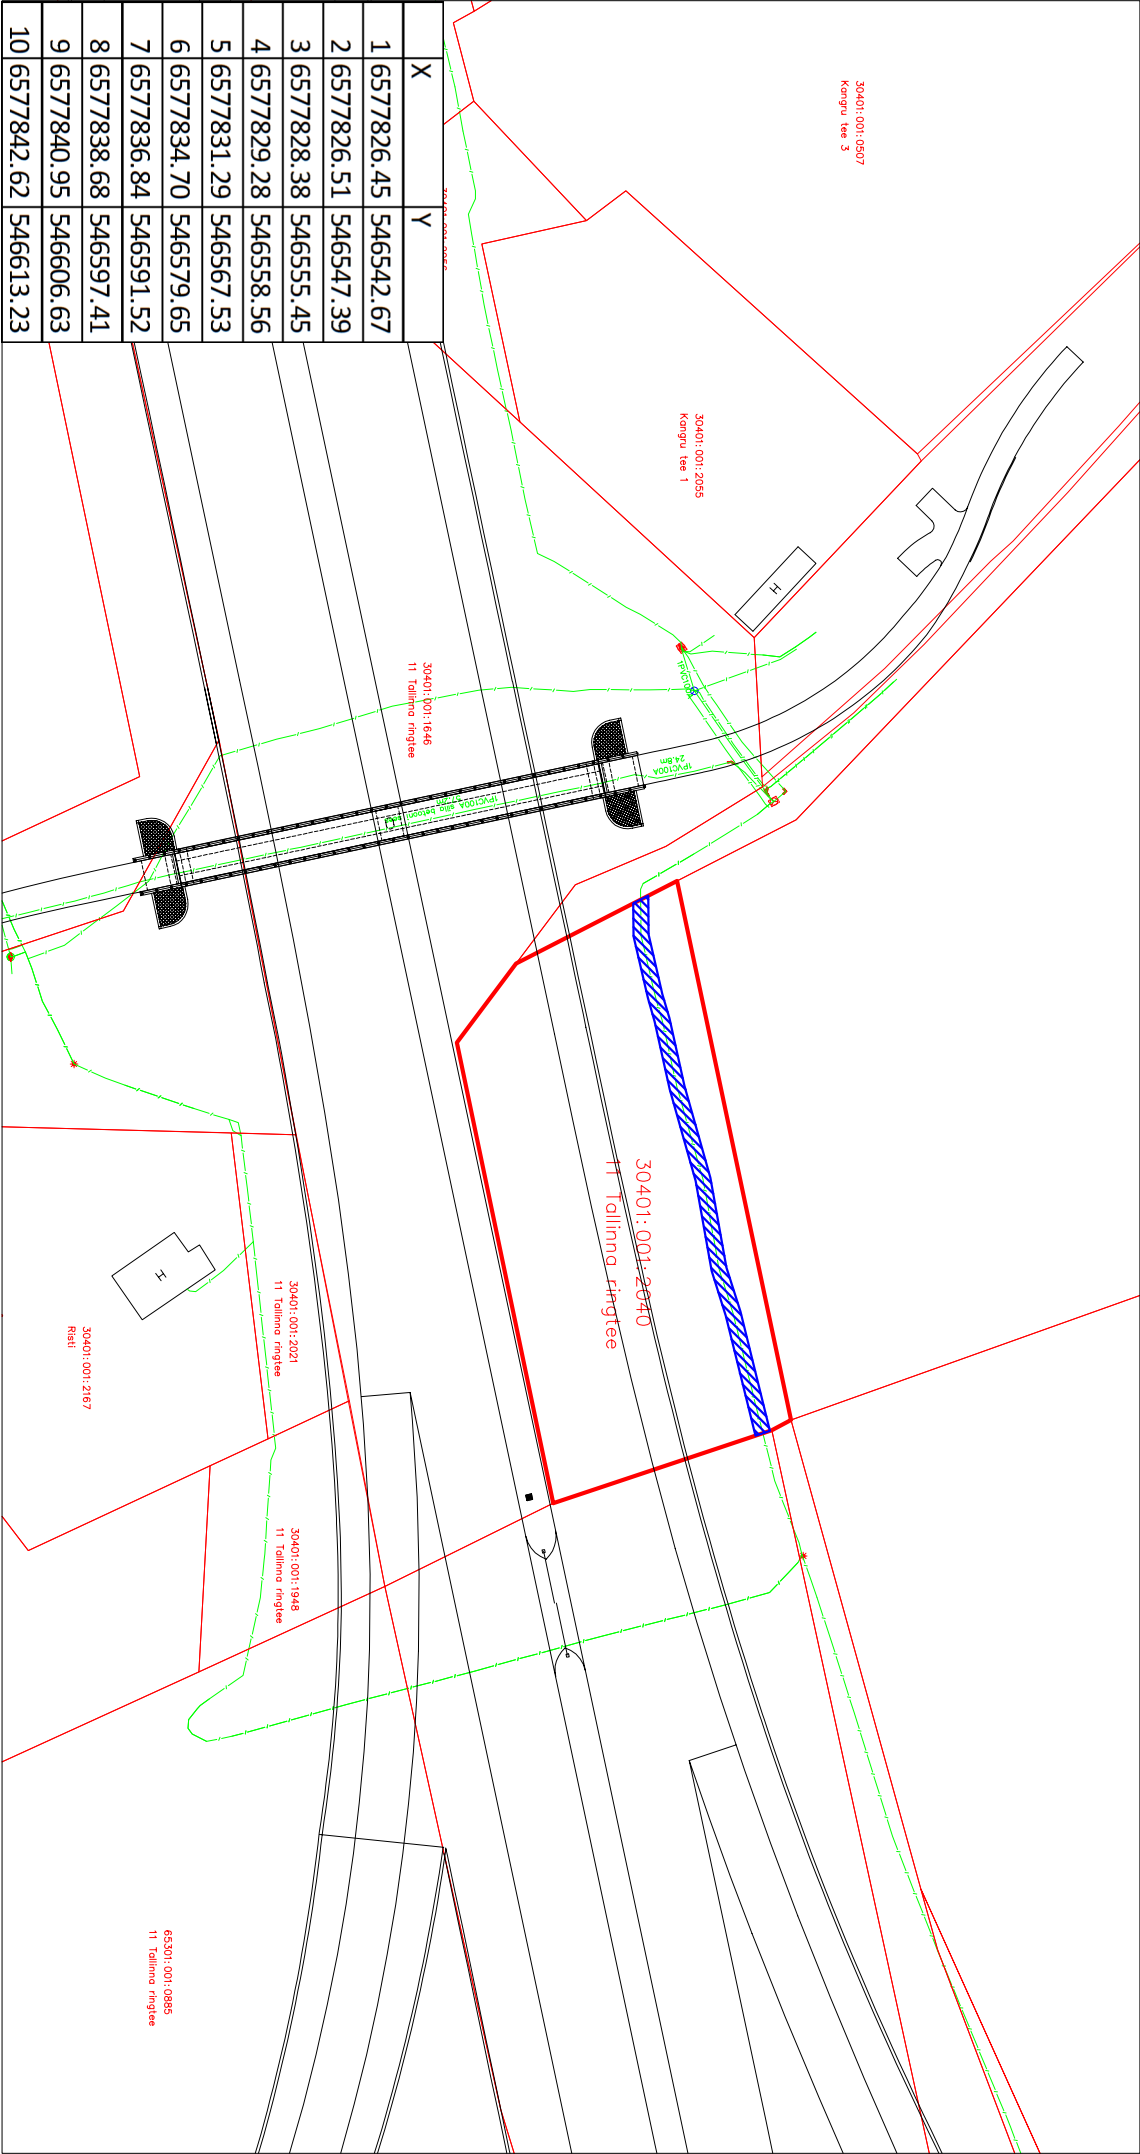 X Y
1 6577826.45 546542.67
2 6577826.51 546547.39
3 6577828.38 546555.45
4 6577829.28 546558.56
5 6577831.29 546567.53
6 6577834.70 546579.65
7 6577836.84 546591.52
8 6577838.68 546597.41
9 6577840.95 546606.63
10 6577842.62 546613.23
30401:001:0507
Kangru tee 3
30401:001:2055
Kangru tee 1
H
30401:001:1646
11 Tallinna ringtee
1PVC100A
24.8m
30401:001:2040
11 Tallinna ringtee
30401:001:2021
11 Tallinna ringtee
H
30401:001:2167
Risti
30401:001:1948
11 Tallinna ringtee
65301:001:0885
11 Tallinna ringtee